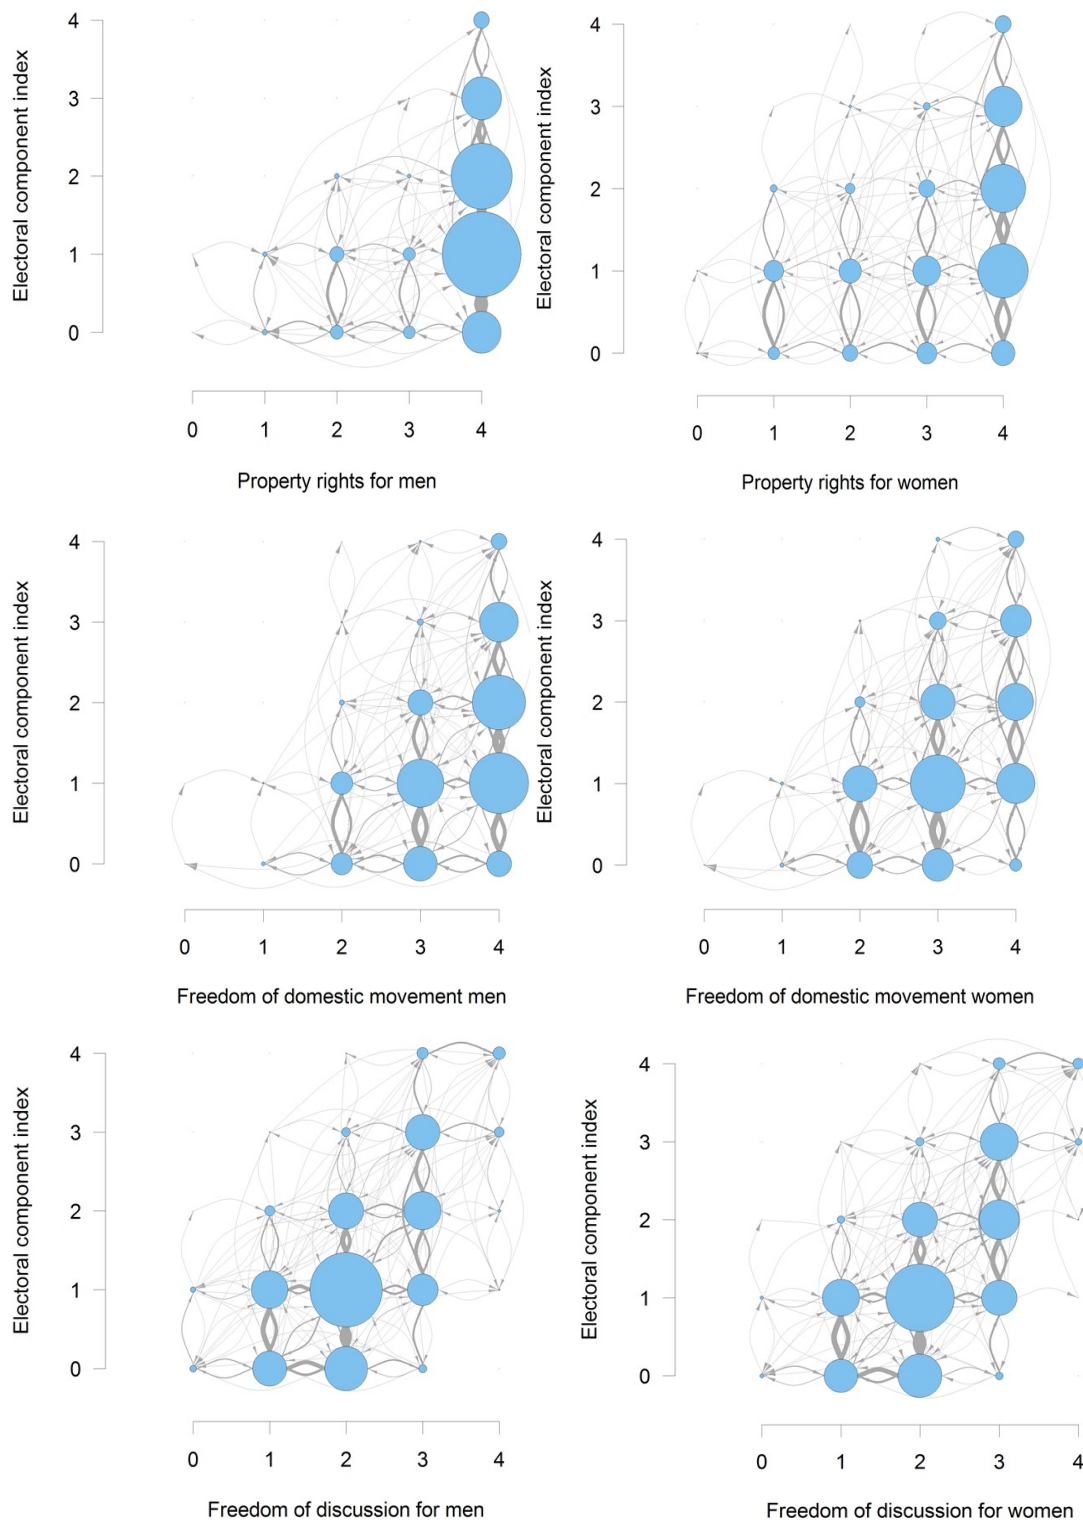 4
3
2
1
0
Electoral component index
0 1 2 3 4
Property rights for men
4
3
2
1
0
Electoral component index
0 1 2 3 4
Property rights for women
4
3
2
1
0
Electoral component index
0 1 2 3 4
Freedom of domestic movement men
4
3
2
1
0
Electoral component index
0 1 2 3 4
Freedom of domestic movement women
4
3
2
1
0
Electoral component index
0 1 2 3 4
Freedom of discussion for men
4
3
2
1
0
Electoral component index
0 1 2 3 4
Freedom of discussion for women